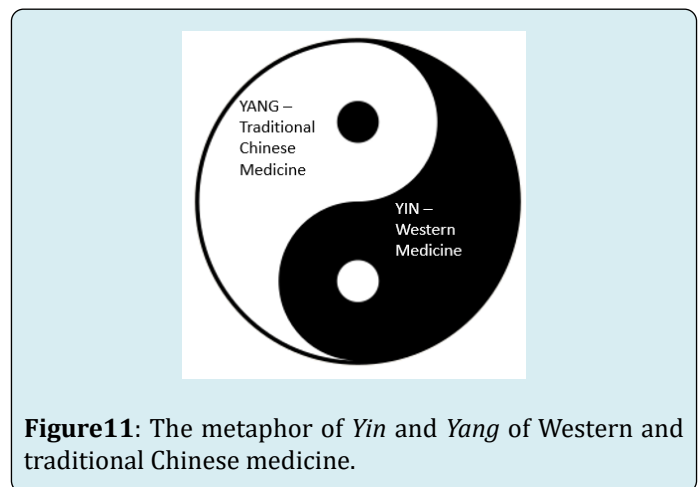 YANG –
Traditional
Chinese
Medicine
YIN –
Western
Medicine
Figure11: The metaphor of Yin and Yang of Western and
traditional Chinese medicine.